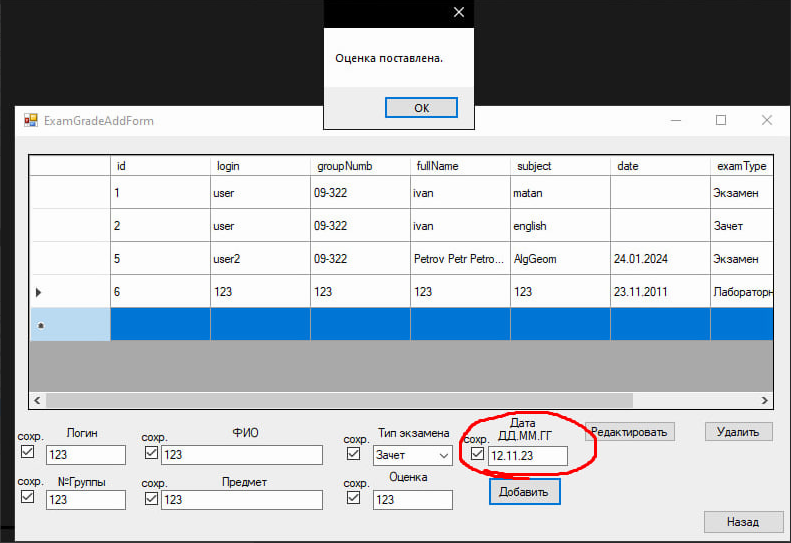 Оценка поставлена.
OK
ExamGradeAddForm
id login groupNumb fullName subject date examType
1 user 09-322 ivan matan Экзамен
2 user 09-322 ivan english Зачет
5 user2 09-322 Petrov Petr Petro... AlgGeom 24.01.2024 Экзамен
6 123 123 123 123 23.11.2011 Лабораторн
сохр. Логин
123
сохр. ФИО
123
сохр. Тип экзамена
Зачет
сохр. Дата
ДД.ММ.ГГ
12.11.23
Редактировать
Удалить
сохр. №Группы
123
сохр. Предмет
123
сохр. Оценка
123
Добавить
Назад